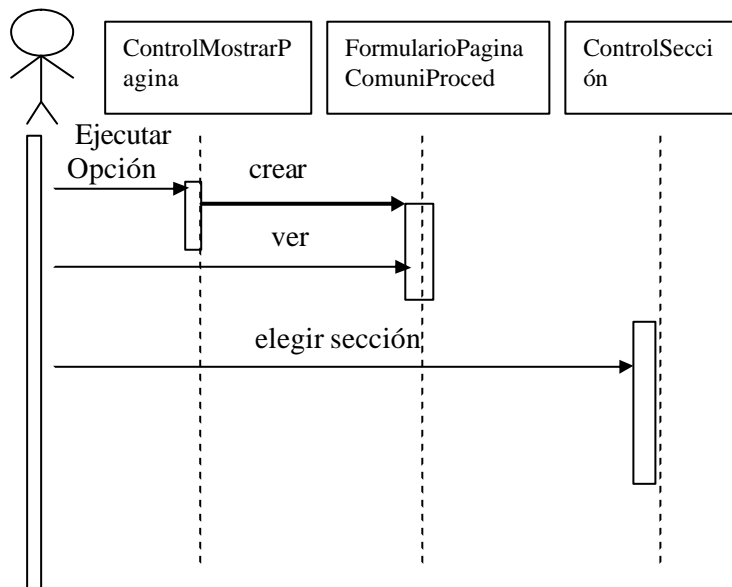 ControlMostrarP
agina
FormularioPagina
ComuniProced
ControlSecci
ón
Ejecutar
Opción
crear
ver
elegir sección